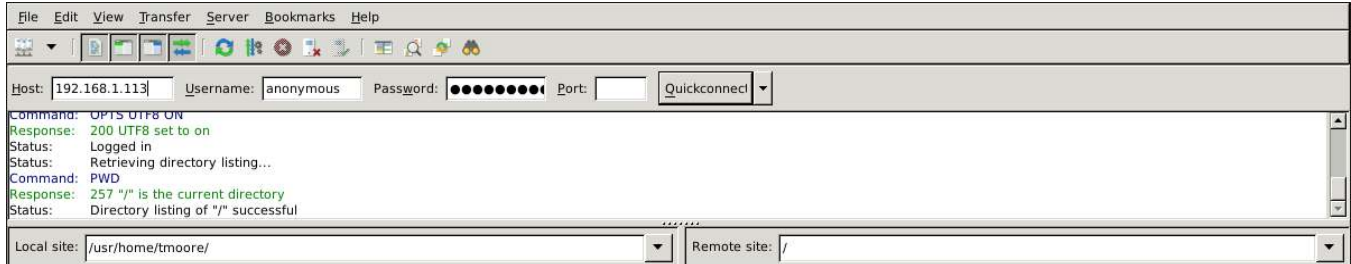 File Edit View Transfer Server Bookmarks Help
Host: 192.168.1.113 Username: anonymous Password: ●●●●●●●●● Port: Quickconnect
Command: OPTS UTF8 ON
Response: 200 UTF8 set to on
Status: Logged in
Status: Retrieving directory listing...
Command: PWD
Response: 257 "/" is the current directory
Status: Directory listing of "/" successful
Local site: /usr/home/tmoore/ Remote site: /